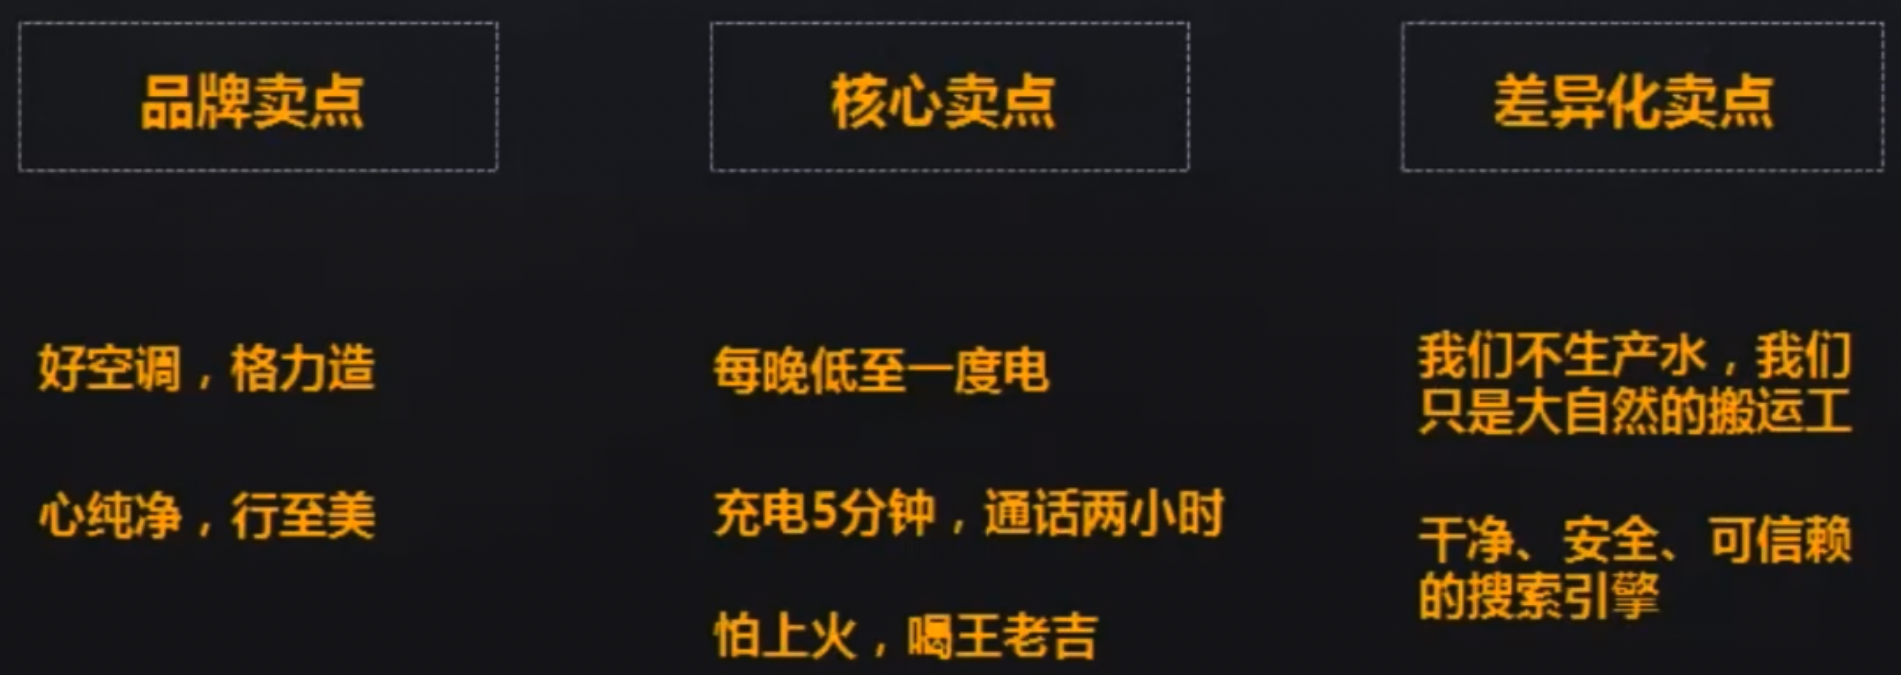 品牌卖点
核心卖点
差异化卖点
好空调，格力造
心纯净，行至美
每晚低至一度电
充电5分钟，通话两小时
怕上火，喝王老吉
我们不生产水，我们
只是大自然的搬运工
干净、安全、可信赖
的搜索引擎